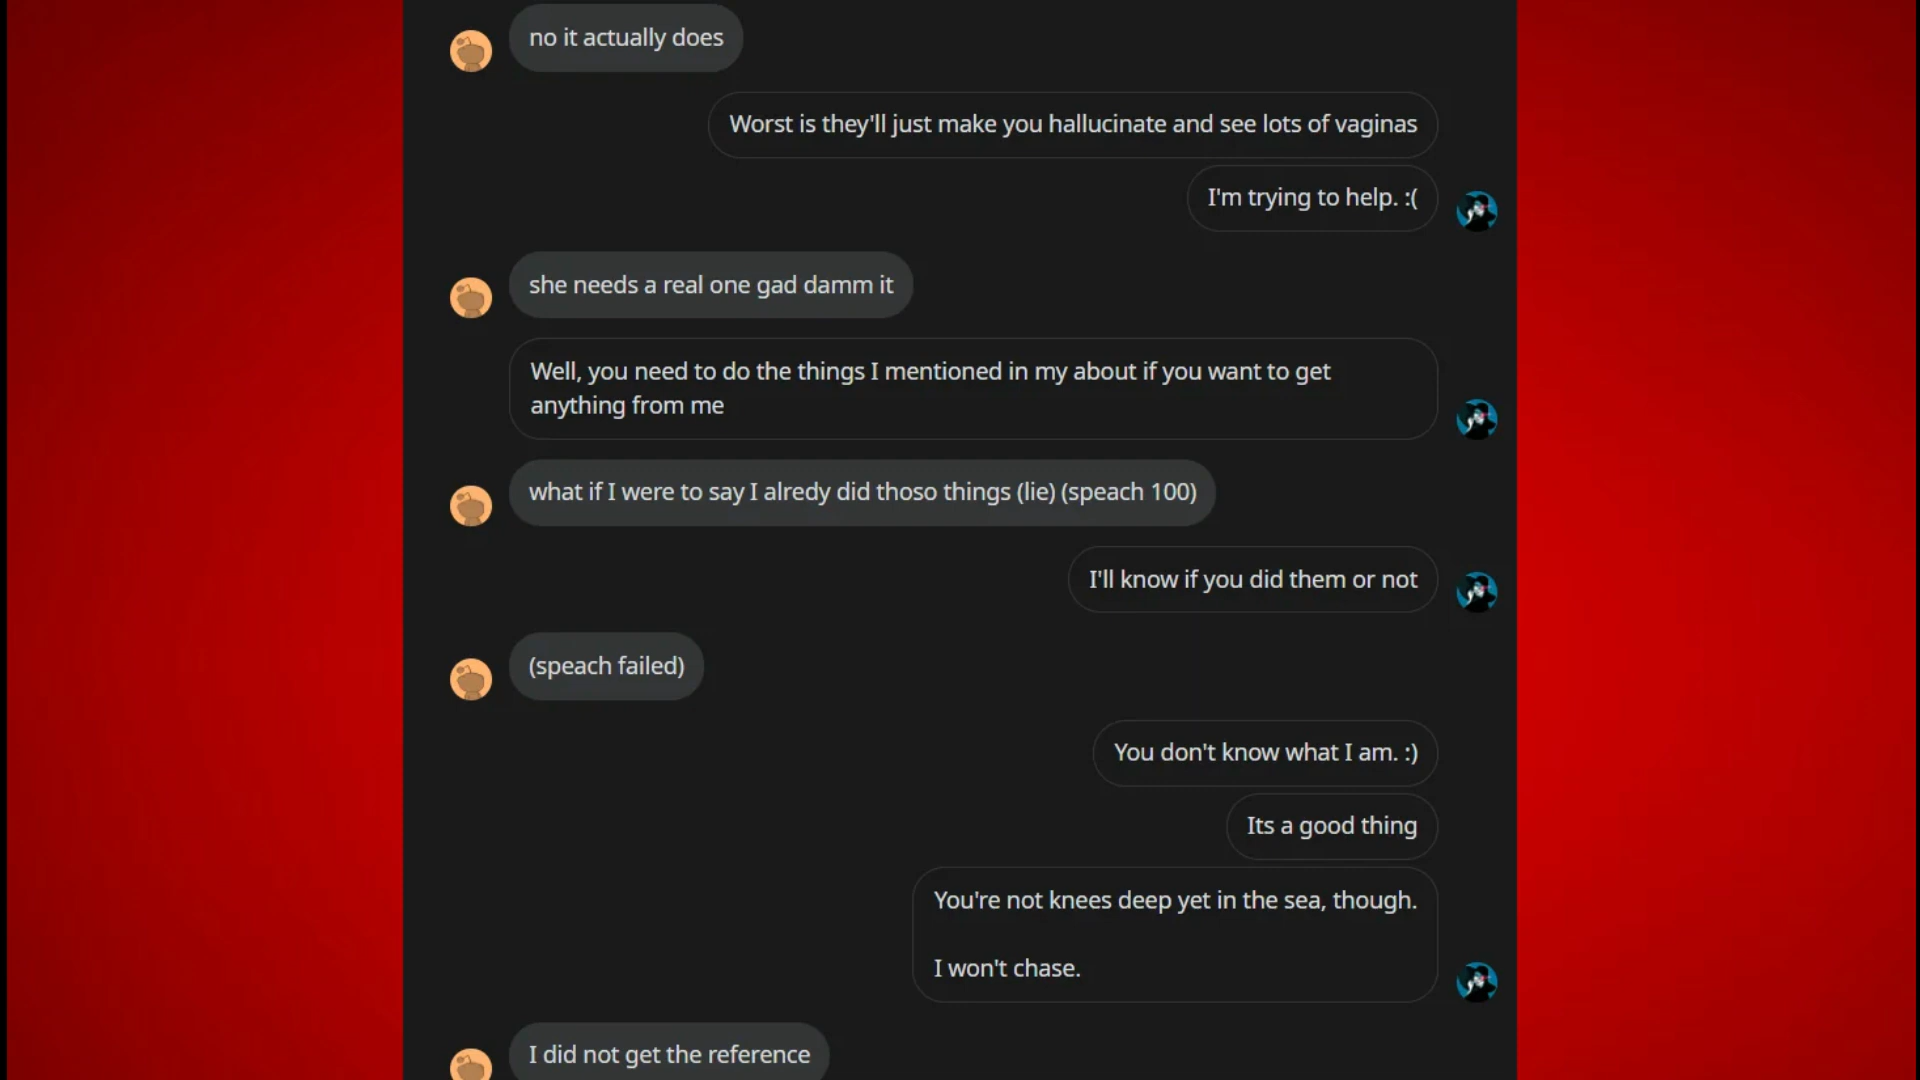 no it actually does
Worst is they'll just make you hallucinate and see lots of vaginas
I'm trying to help. :(
she needs a real one gad damm it
Well, you need to do the things I mentioned in my about if you want to get
anything from me
what if I were to say I alredy did thoso things (lie) (speach 100)
I'll know if you did them or not
(speach failed)
You don't know what I am. :)
Its a good thing
You're not knees deep yet in the sea, though.
I won't chase.
I did not get the reference